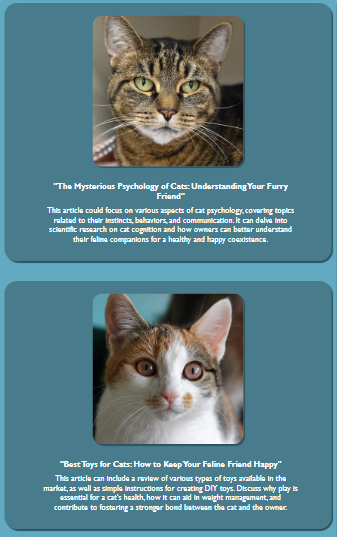 "The Mysterious Psychology of Cats: Understanding Your Furry
Friend"
This article could focus on various aspects of cat psychology, covering topics
related to their instincts, behaviors, and communication. It can delve into
scientific research on cat cognition and how owners can better understand
their feline companions for a healthy and happy coexistence.
"Best Toys for Cats: How to Keep Your Feline Friend Happy"
This article can include a review of various types of toys available in the
market, as well as simple instructions for creating DIY toys. Discuss why play is
essential for a cat's health, how it can aid in weight management, and
contribute to fostering a stronger bond between the cat and the owner.